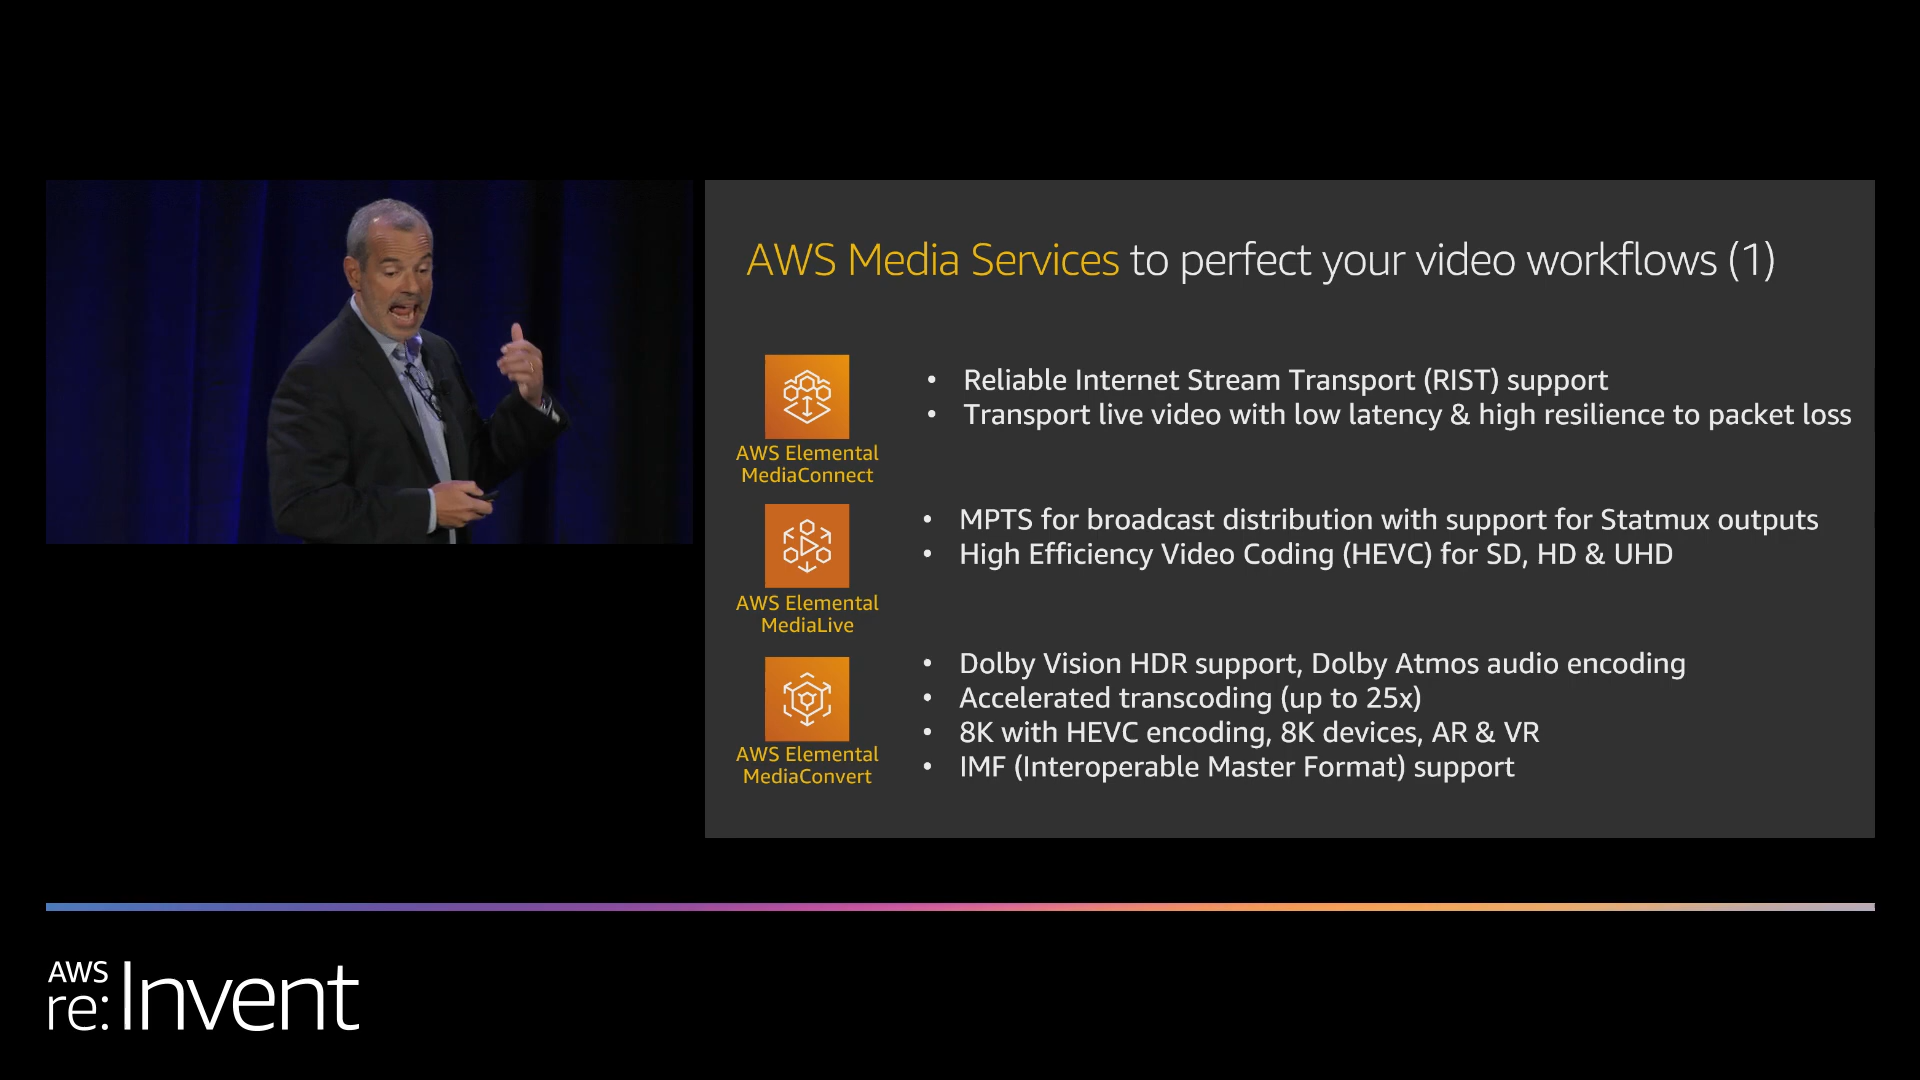 AWS Media Services to perfect your video workflows (1)
AWS Elemental
MediaConnect
• Reliable Internet Stream Transport (RIST) support
• Transport live video with low latency & high resilience to packet loss
AWS Elemental
MediaLive
• MPTS for broadcast distribution with support for Statmux outputs
• High Efficiency Video Coding (HEVC) for SD, HD & UHD
AWS Elemental
MediaConvert
• Dolby Vision HDR support, Dolby Atmos audio encoding
• Accelerated transcoding (up to 25x)
• 8K with HEVC encoding, 8K devices, AR & VR
• IMF (Interoperable Master Format) support
AWS
re:Invent